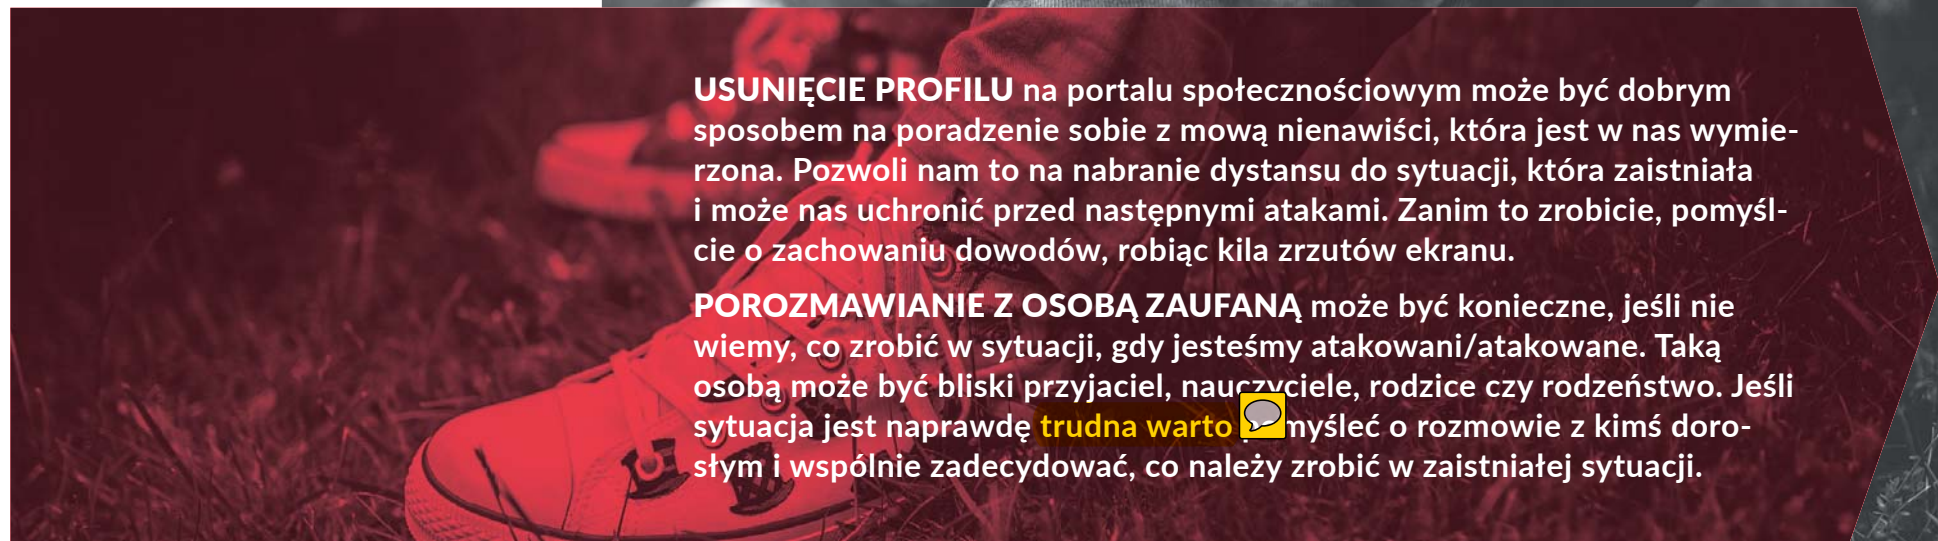 USUNIĘCIE PROFILU na portalu społecznościowym może być dobrym
sposobem na poradzenie sobie z mową nienawiści, która jest w nas wymie-
rzona. Pozwoli nam to na nabranie dystansu do sytuacji, która zaistniała
i może nas uchronić przed następnymi atakami. Zanim to zrobicie, pomyśl-
cie o zachowaniu dowodów, robiąc kila zrzutów ekranu.
POROZMAWIANIE Z OSOBĄ ZAUFANĄ może być konieczne, jeśli nie
wiemy, co zrobić w sytuacji, gdy jesteśmy atakowani/atakowane. Taką
osobą może być bliski przyjaciel, nauczyciele, rodzice czy rodzeństwo. Jeśli
sytuacja jest naprawdę trudna warto pomyśleć o rozmowie z kimś doro-
słym i wspólnie zadecydować, co należy zrobić w zaistniałej sytuacji.